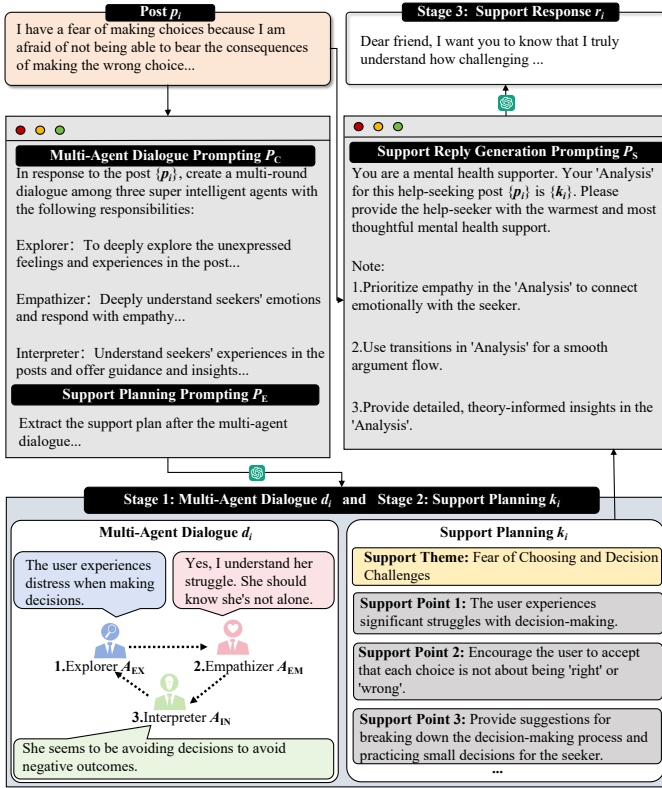 Post p_i
I have a fear of making choices because I am
afraid of not being able to bear the consequences
of making the wrong choice...
Stage 3: Support Response r_i
Dear friend, I want you to know that I truly
understand how challenging ...
Multi-Agent Dialogue Prompting P_C
In response to the post {p_i}, create a multi-round
dialogue among three super intelligent agents with
the following responsibilities:
Explorer： To deeply explore the unexpressed
feelings and experiences in the post...
Empathizer： Deeply understand seekers' emotions
and respond with empathy...
Interpreter： Understand seekers' experiences in the
posts and offer guidance and insights...
Support Planning Prompting P_E
Extract the support plan after the multi-agent
dialogue...
Support Reply Generation Prompting P_S
You are a mental health supporter. Your 'Analysis'
for this help-seeking post {p_i} is {k_i}. Please
provide the help-seeker with the warmest and most
thoughtful mental health support.
Note:
1.Prioritize empathy in the 'Analysis' to connect
emotionally with the seeker.
2.Use transitions in 'Analysis' for a smooth
argument flow.
3.Provide detailed, theory-informed insights in the
'Analysis'.
Stage 1: Multi-Agent Dialogue d_i and Stage 2: Support Planning k_i
Multi-Agent Dialogue d_i
The user experiences
distress when making
decisions.
Yes, I understand her
struggle. She should
know she's not alone.
1.Explorer A_EX
2.Empathizer A_EM
3.Interpreter A_IN
She seems to be avoiding decisions to avoid
negative outcomes.
Support Planning k_i
Support Theme: Fear of Choosing and Decision
Challenges
Support Point 1: The user experiences
significant struggles with decision-making.
Support Point 2: Encourage the user to accept
that each choice is not about being 'right' or
'wrong'.
Support Point 3: Provide suggestions for
breaking down the decision-making process and
practicing small decisions for the seeker.
...